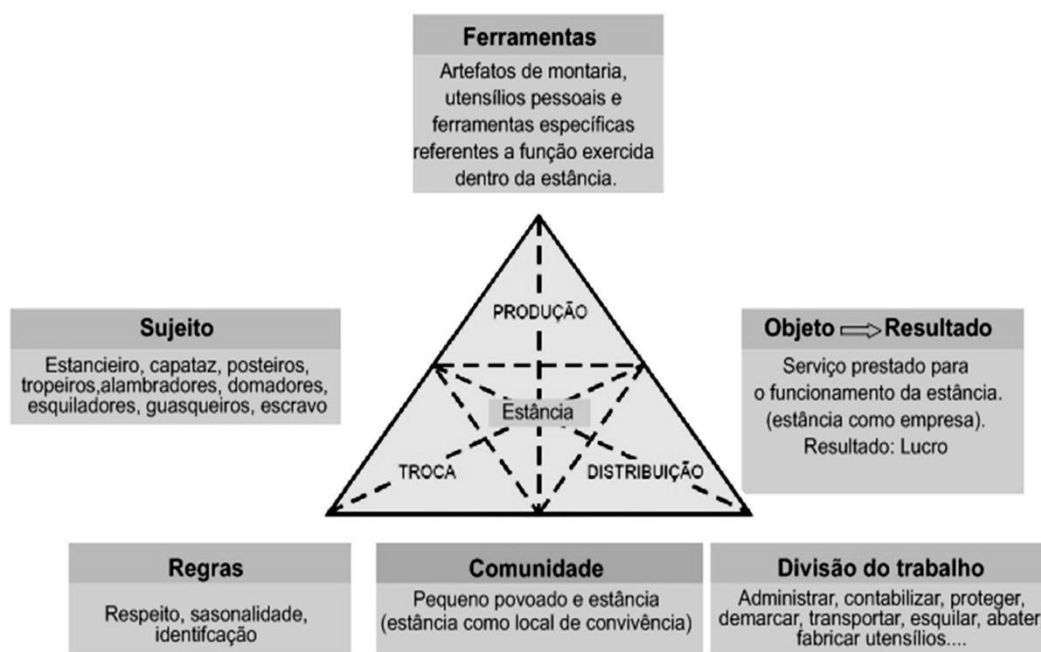 Ferramentas
Artefatos de montaria,
utensílios pessoais e
ferramentas específicas
referentes a função exercida
dentro da estância.
Sujeito
Estancieiro, capataz, posteiros,
tropeiros,alambradores, domadores,
esquiladores, guasqueiros, escravo
PRODUÇÃO
Estância
TROCA
DISTRIBUIÇÃO
Objeto ⇨ Resultado
Serviço prestado para
o funcionamento da estância.
(estância como empresa).
Resultado: Lucro
Regras
Respeito, sasonalidade,
identifcação
Comunidade
Pequeno povoado e estância
(estância como local de convivência)
Divisão do trabalho
Administrar, contabilizar, proteger,
demarcar, transportar, esquilar, abater
fabricar utensílios....